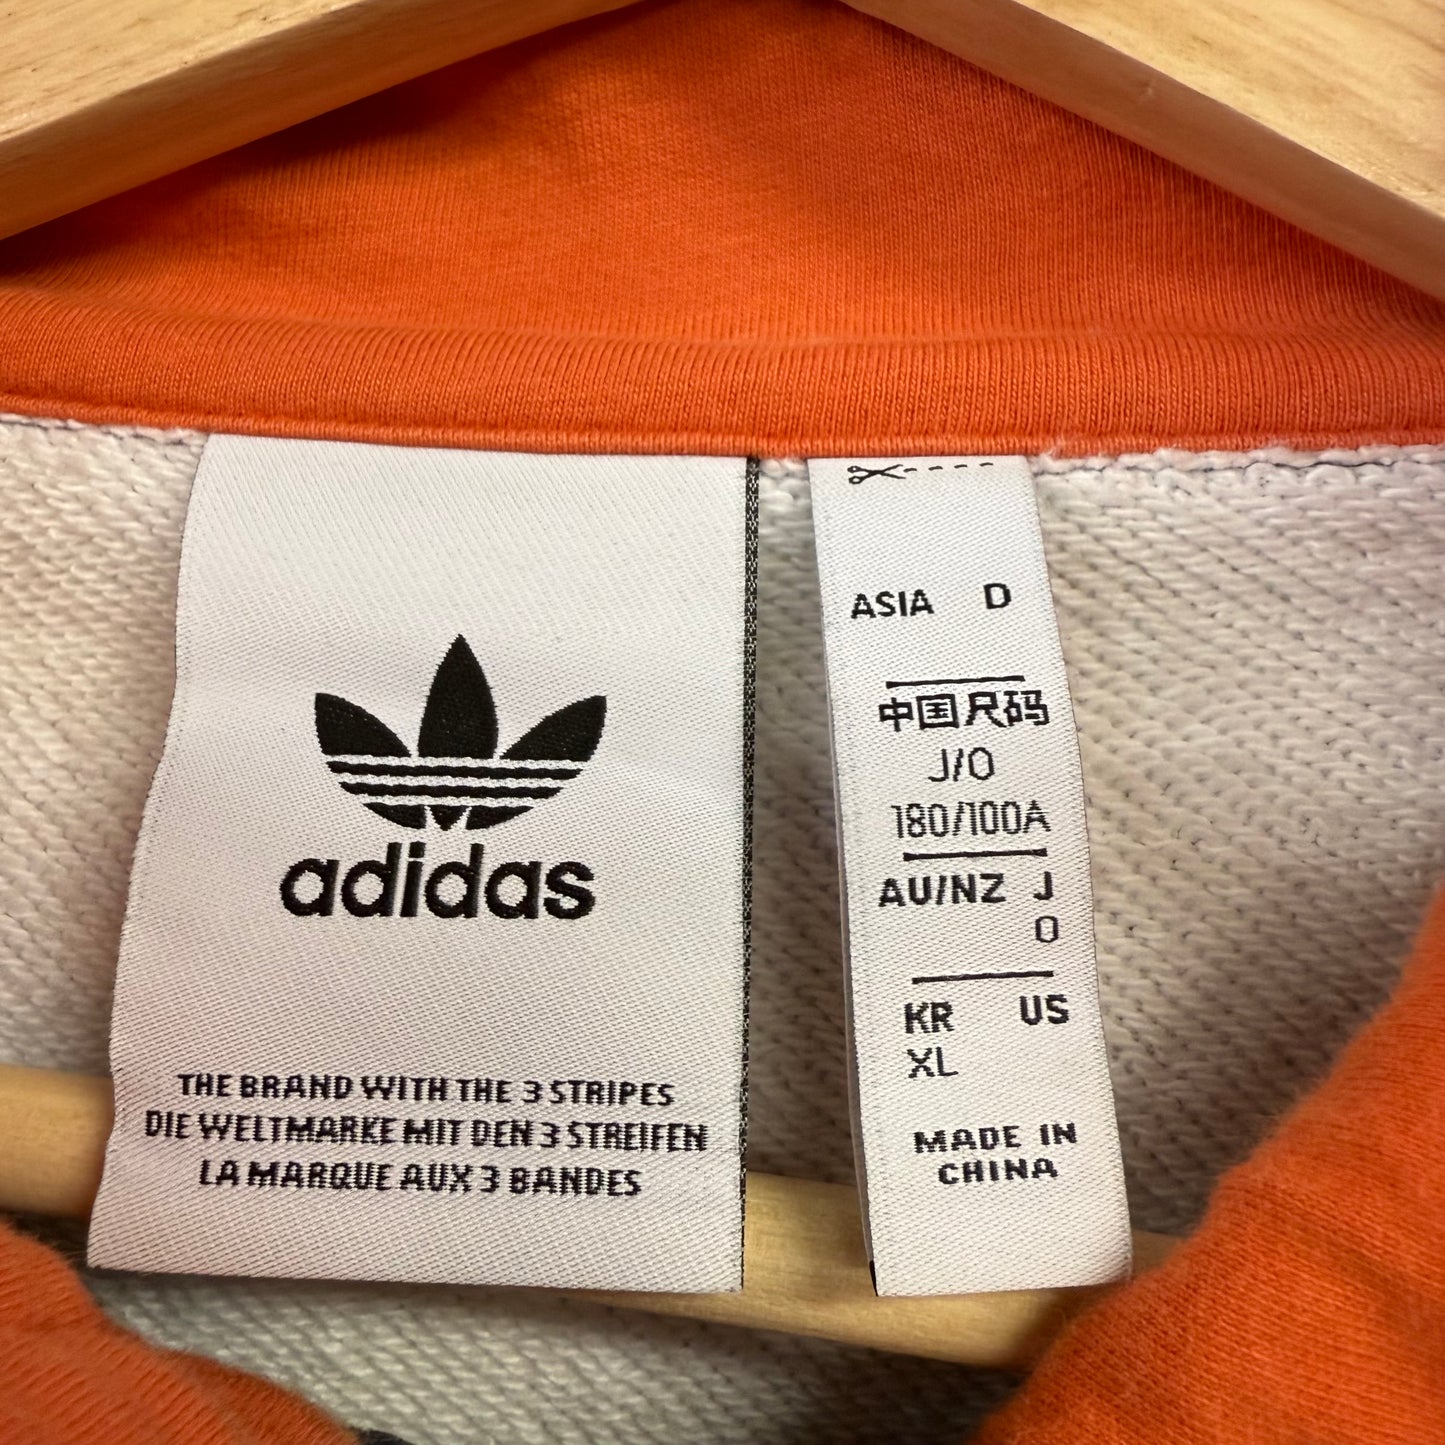 adidas
THE BRAND WITH THE 3 STRIPES
DIE WELTMARKE MIT DEN 3 STREIFEN
LA MARQUE AUX 3 BANDES
ASIA D
中国尺码
J/O
180/100A
AU/NZ J
O
KR US
XL
MADE IN
CHINA